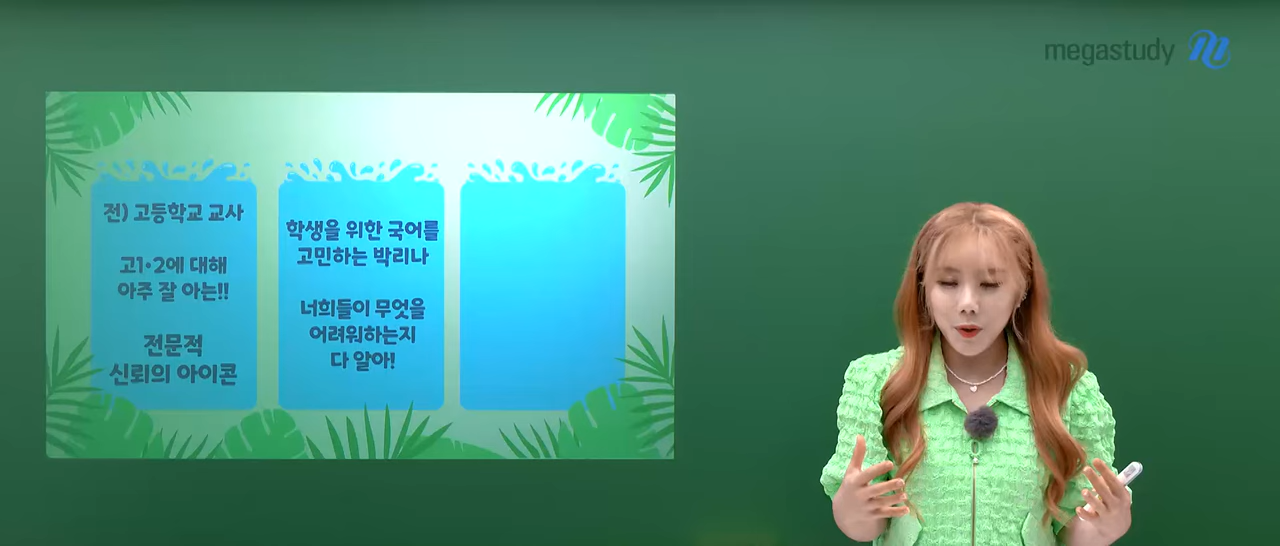 megastudy
전) 고등학교 교사
고1·2에 대해
아주 잘 아는!!
전문적
신뢰의 아이콘
학생을 위한 국어를
고민하는 박리나
너희들이 무엇을
어려워하는지
다 알아!